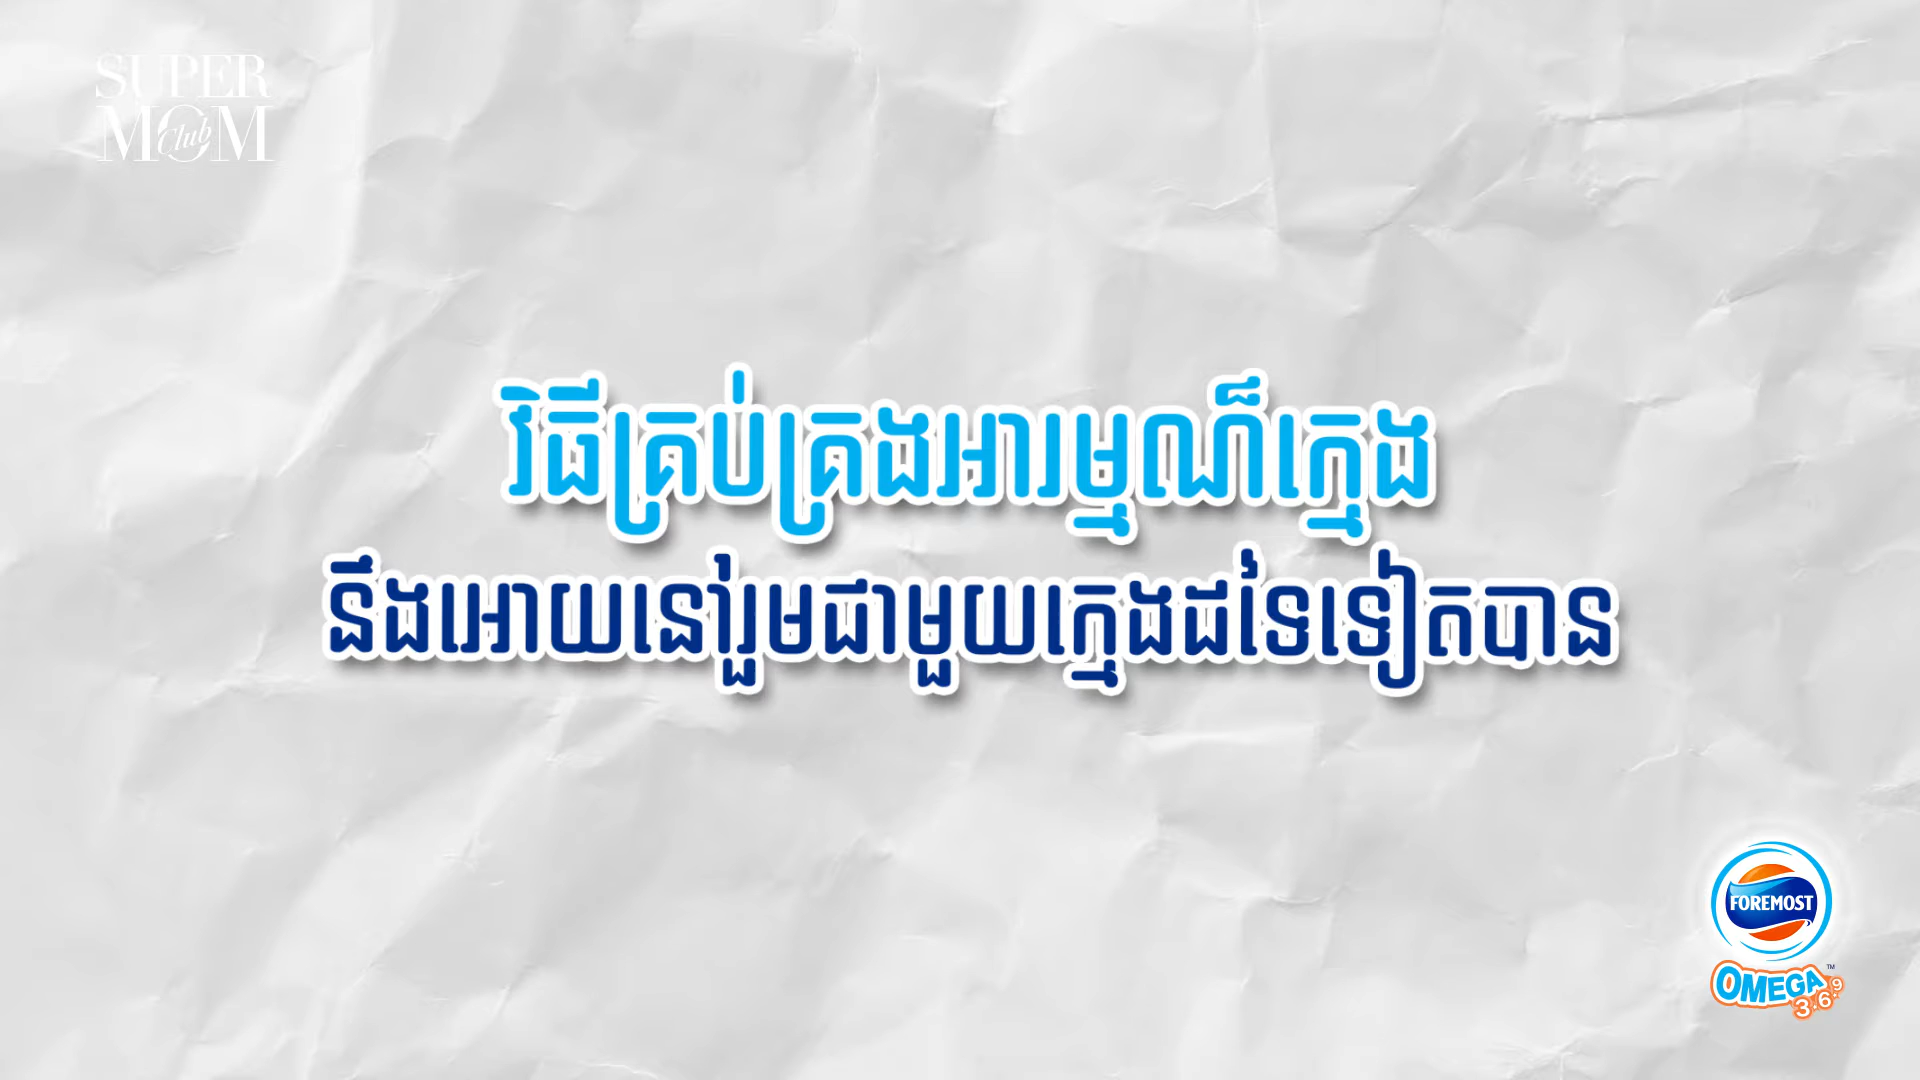 SUPER
MOM
Club
វិធីគ្រប់គ្រងអារម្មណ៍ក្មេង
នឹងអោយនៅរួមជាមួយក្មេងដទៃទៀតបាន
FOREMOST
OMEGA™
3.6.9